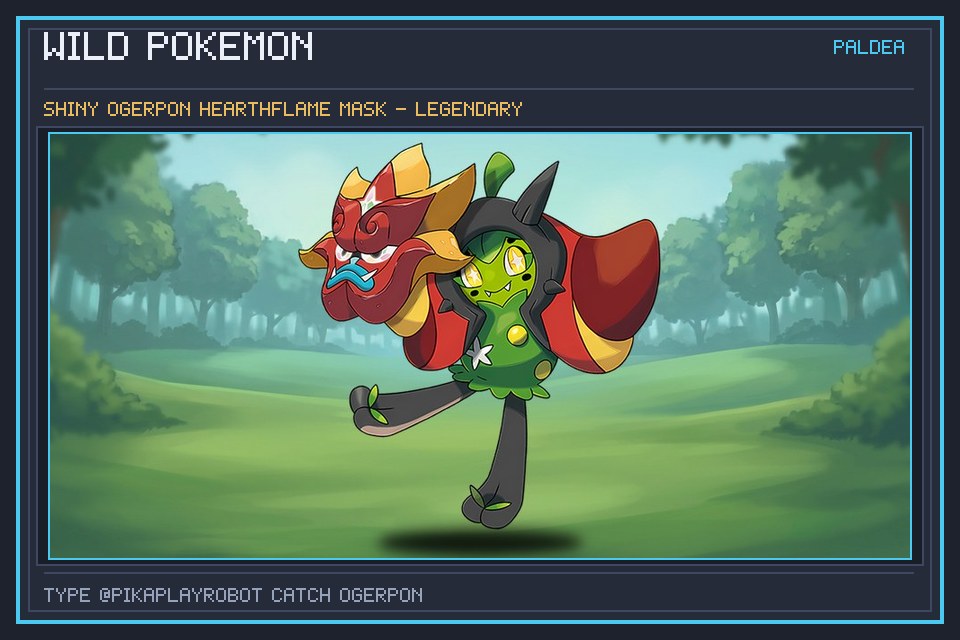 WILD POKEMON
PALDEA
SHINY OGERPON HEARTHFLAME MASK - LEGENDARY
TYPE @PIKAPLAYROBOT CATCH OGERPON